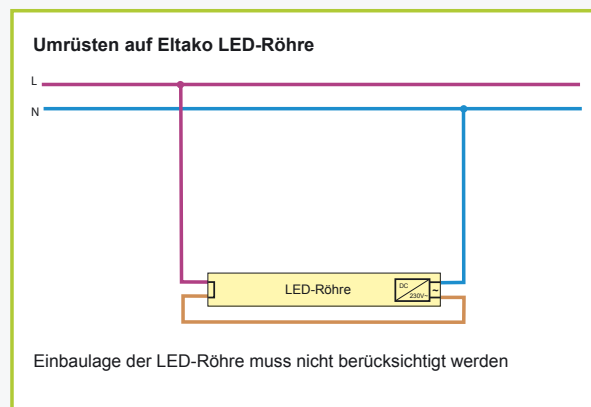 Umrüsten auf Eltako LED-Röhre
L
N
LED-Röhre
DC
230V~
~
Einbaulage der LED-Röhre muss nicht berücksichtigt werden